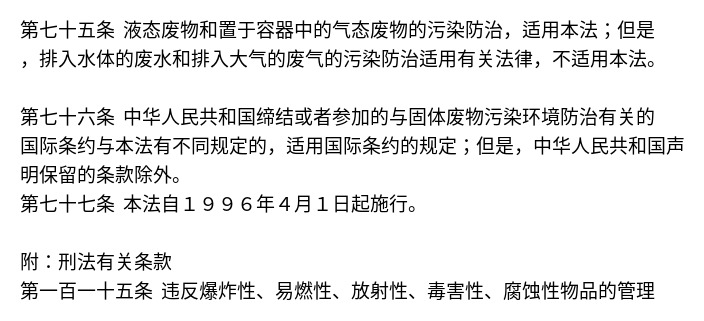 第七十五条 液态废物和置于容器中的气态废物的污染防治，适用本法；但是
，排入水体的废水和排入大气的废气的污染防治适用有关法律，不适用本法。
第七十六条 中华人民共和国缔结或者参加的与固体废物污染环境防治有关的
国际条约与本法有不同规定的，适用国际条约的规定；但是，中华人民共和国声
明保留的条款除外。
第七十七条 本法自１９９６年４月１日起施行。
附：刑法有关条款
第一百一十五条 违反爆炸性、易燃性、放射性、毒害性、腐蚀性物品的管理